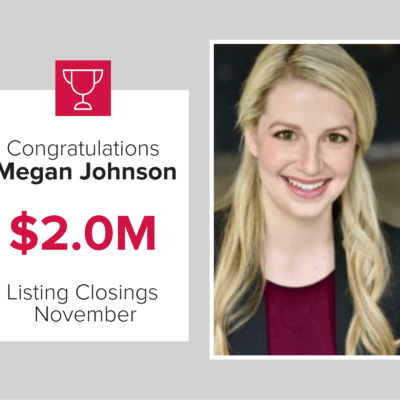 Congratulations
Megan Johnson
$2.0M
Listing Closings
November